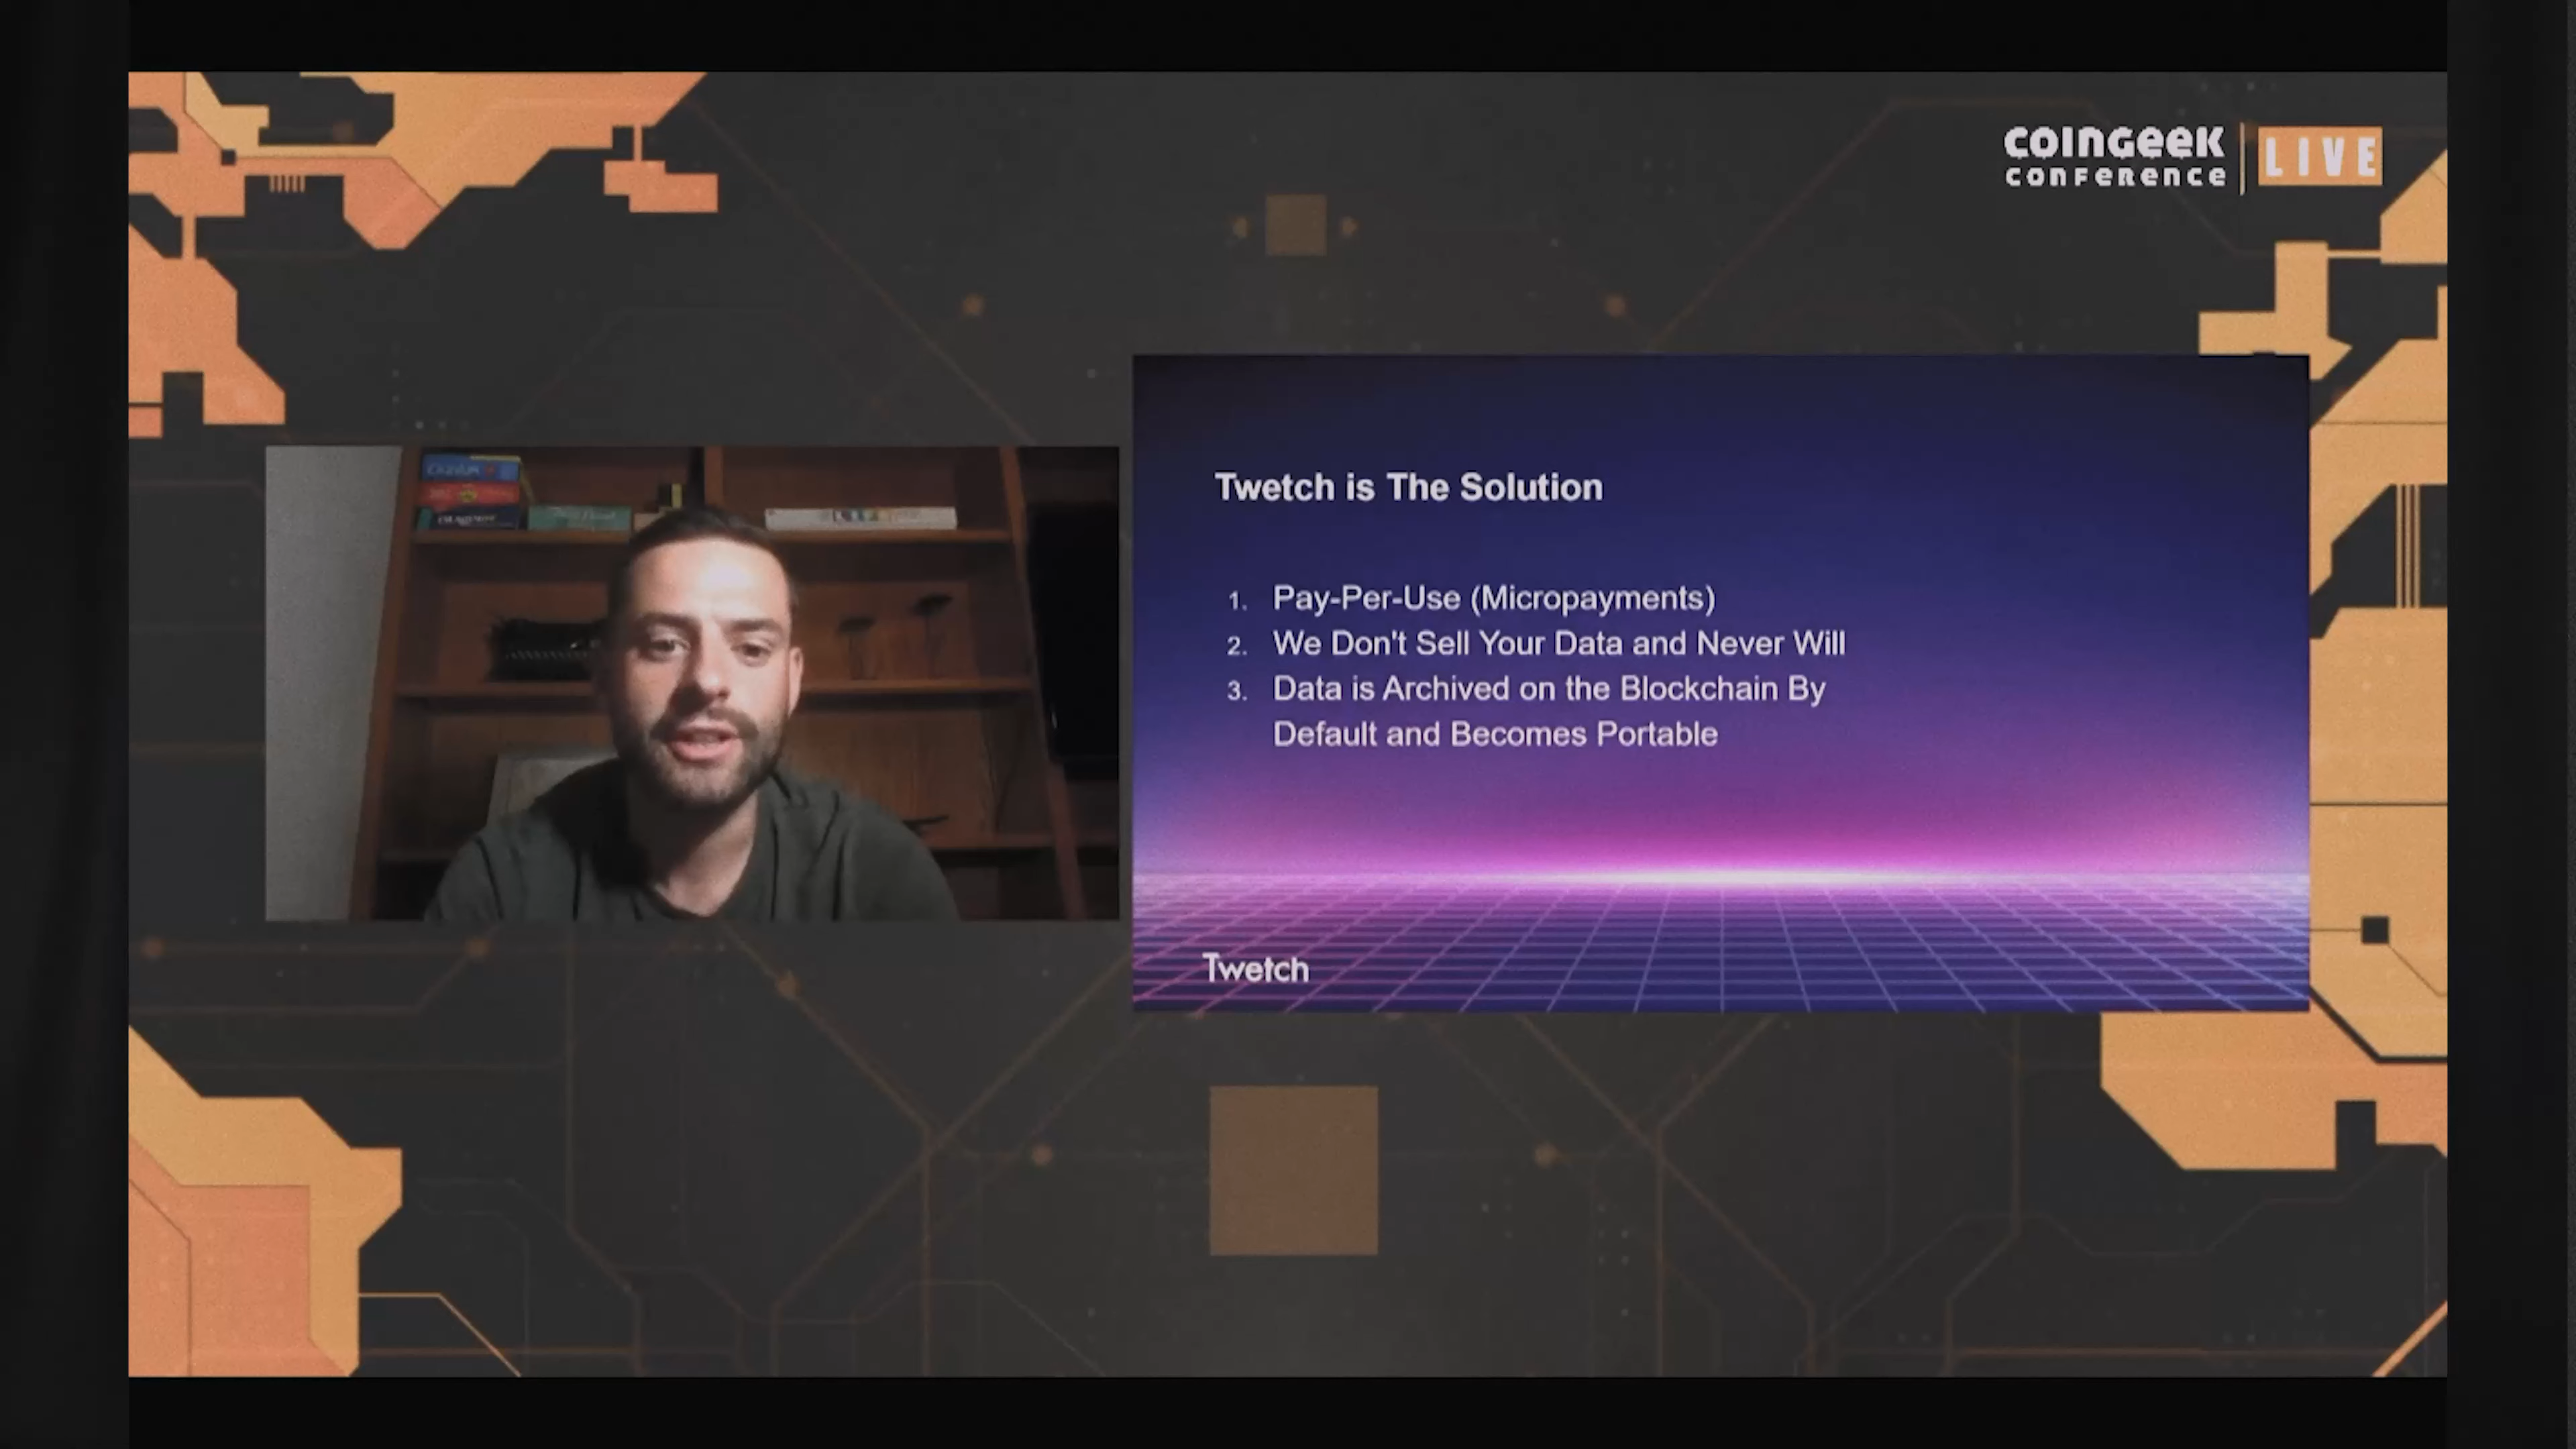 COINGEEK
CONFERENCE
LIVE
Twetch is The Solution
1. Pay-Per-Use (Micropayments)
2. We Don't Sell Your Data and Never Will
3. Data is Archived on the Blockchain By
Default and Becomes Portable
Twetch